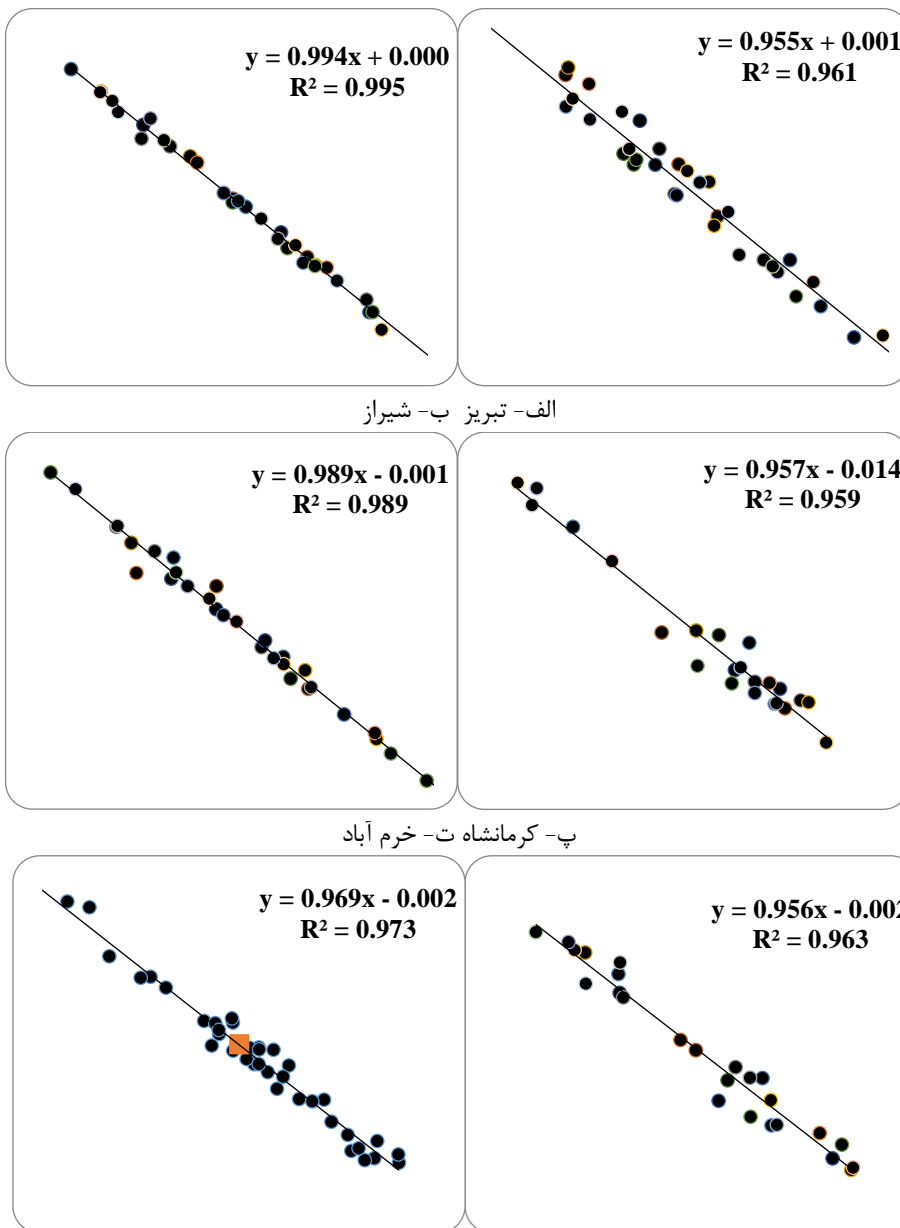 y = 0.994x + 0.000
R² = 0.995
y = 0.955x + 0.001
R² = 0.961
الف- تبریز ب- شیراز
y = 0.989x - 0.001
R² = 0.989
y = 0.957x - 0.014
R² = 0.959
پ- کرمانشاه ت- خرم آباد
y = 0.969x - 0.002
R² = 0.973
y = 0.956x - 0.002
R² = 0.963